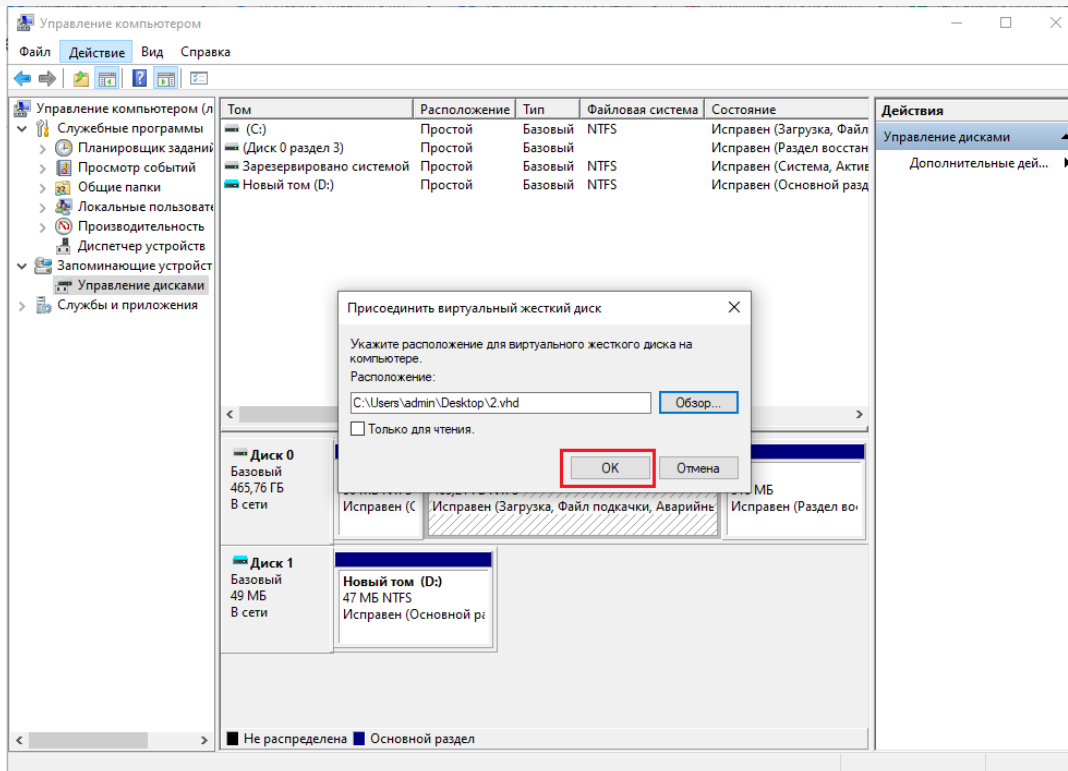 Управление компьютером
Файл Действие Вид Справка
Управление компьютером (л
Служебные программы
Планировщик заданий
Просмотр событий
Общие папки
Локальные пользовате
Производительность
Диспетчер устройств
Запоминающие устройст
Управление дисками
Службы и приложения
Том Расположение Тип Файловая система Состояние
(C:) Простой Базовый NTFS Исправен (Загрузка, Файл
(Диск 0 раздел 3) Простой Базовый Исправен (Раздел восстан
Зарезервировано системой Простой Базовый NTFS Исправен (Система, Актив
Новый том (D:) Простой Базовый NTFS Исправен (Основной разд
Действия
Управление дисками
Дополнительные дей...
Присоединить виртуальный жесткий диск
Укажите расположение для виртуального жесткого диска на
компьютере.
Расположение:
C:\Users\admin\Desktop\2.vhd Обзор...
Только для чтения.
OK Отмена
Диск 0
Базовый
465,76 ГБ
В сети
Исправен (С Исправен (Загрузка, Файл подкачки, Аварийны Исправен (Раздел во
Диск 1
Базовый
49 МБ
В сети
Новый том (D:)
47 МБ NTFS
Исправен (Основной ра
Не распределена Основной раздел